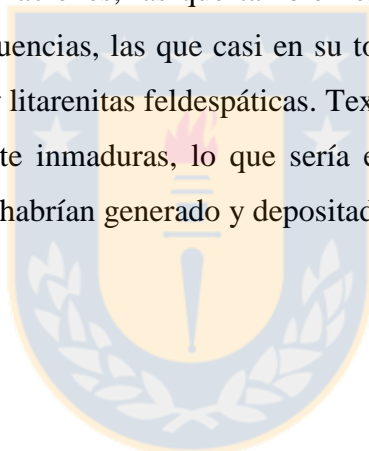 uencias, las que casi en su to
litarenitas feldespáticas. Tex
te inmaduras, lo que sería e
habrían generado y depositad